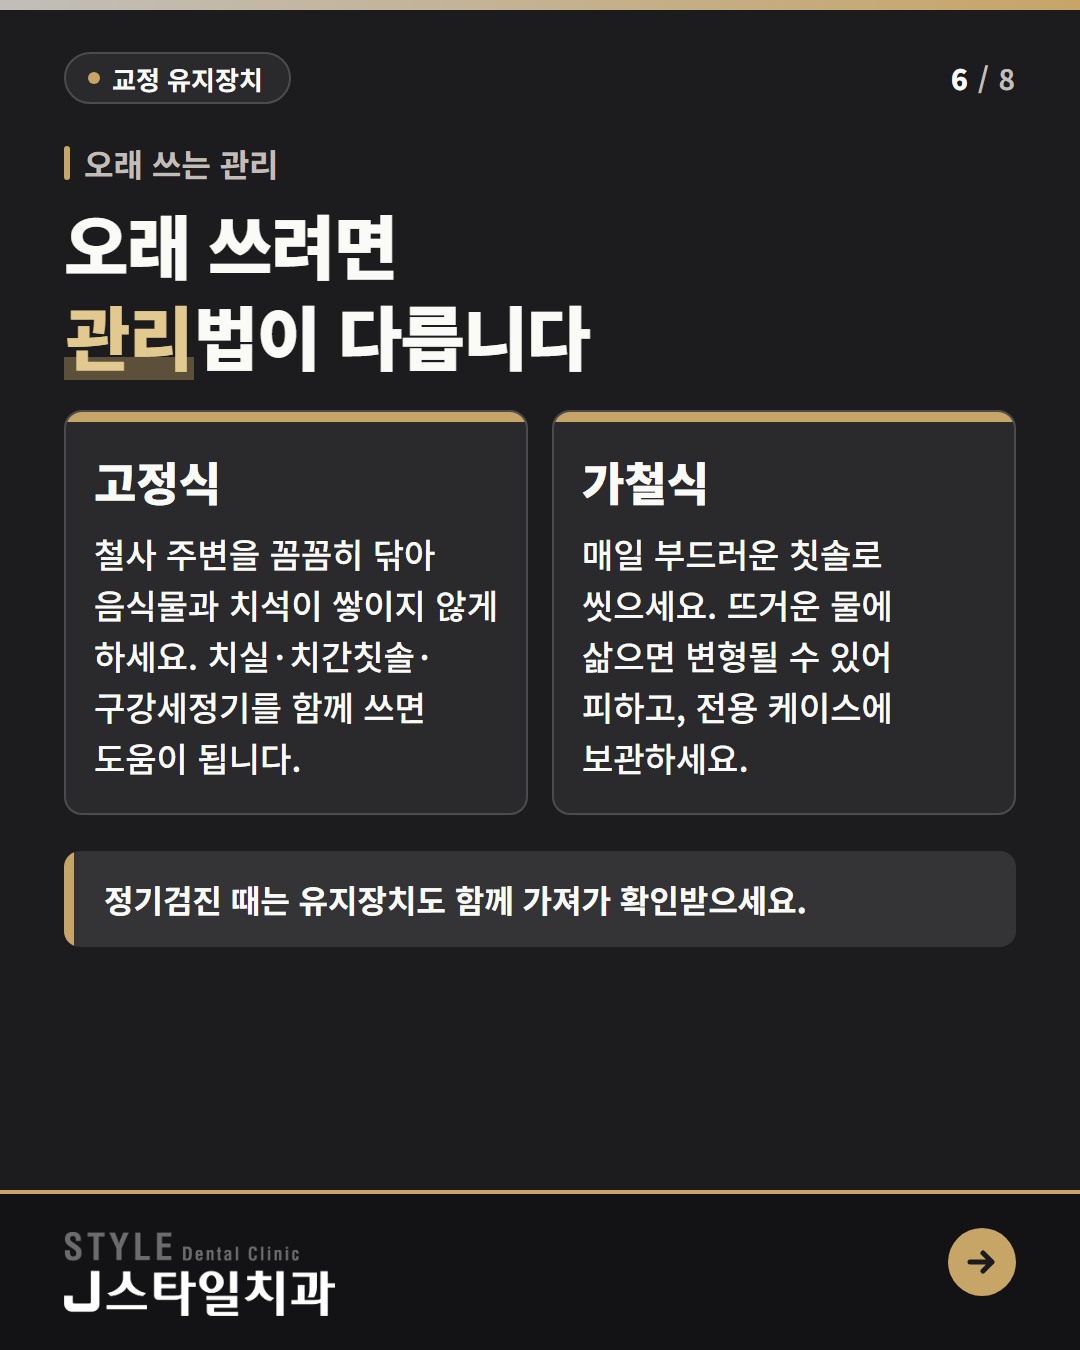 교정 유지장치
6 / 8
오래 쓰는 관리
오래 쓰려면
관리법이 다릅니다
고정식
철사 주변을 꼼꼼히 닦아
음식물과 치석이 쌓이지 않게
하세요. 치실·치간칫솔·
구강세정기를 함께 쓰면
도움이 됩니다.
가철식
매일 부드러운 칫솔로
씻으세요. 뜨거운 물에
삶으면 변형될 수 있어
피하고, 전용 케이스에
보관하세요.
정기검진 때는 유지장치도 함께 가져가 확인받으세요.
STYLE Dental Clinic
J스타일치과